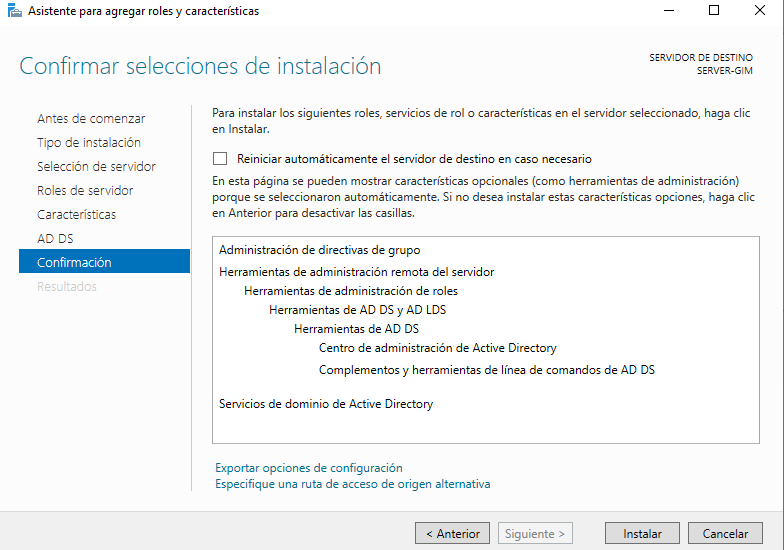 Asistente para agregar roles y características
Confirmar selecciones de instalación
SERVIDOR DE DESTINO
SERVER-GIM
Antes de comenzar
Tipo de instalación
Selección de servidor
Roles de servidor
Características
AD DS
Confirmación
Resultados
Para instalar los siguientes roles, servicios de rol o características en el servidor seleccionado, haga clic
en Instalar.
Reiniciar automáticamente el servidor de destino en caso necesario
En esta página se pueden mostrar características opcionales (como herramientas de administración)
porque se seleccionaron automáticamente. Si no desea instalar estas características opciones, haga clic
en Anterior para desactivar las casillas.
Administración de directivas de grupo
Herramientas de administración remota del servidor
Herramientas de administración de roles
Herramientas de AD DS y AD LDS
Herramientas de AD DS
Centro de administración de Active Directory
Complementos y herramientas de línea de comandos de AD DS
Servicios de dominio de Active Directory
Exportar opciones de configuración
Especifique una ruta de acceso de origen alternativa
< Anterior
Siguiente >
Instalar
Cancelar